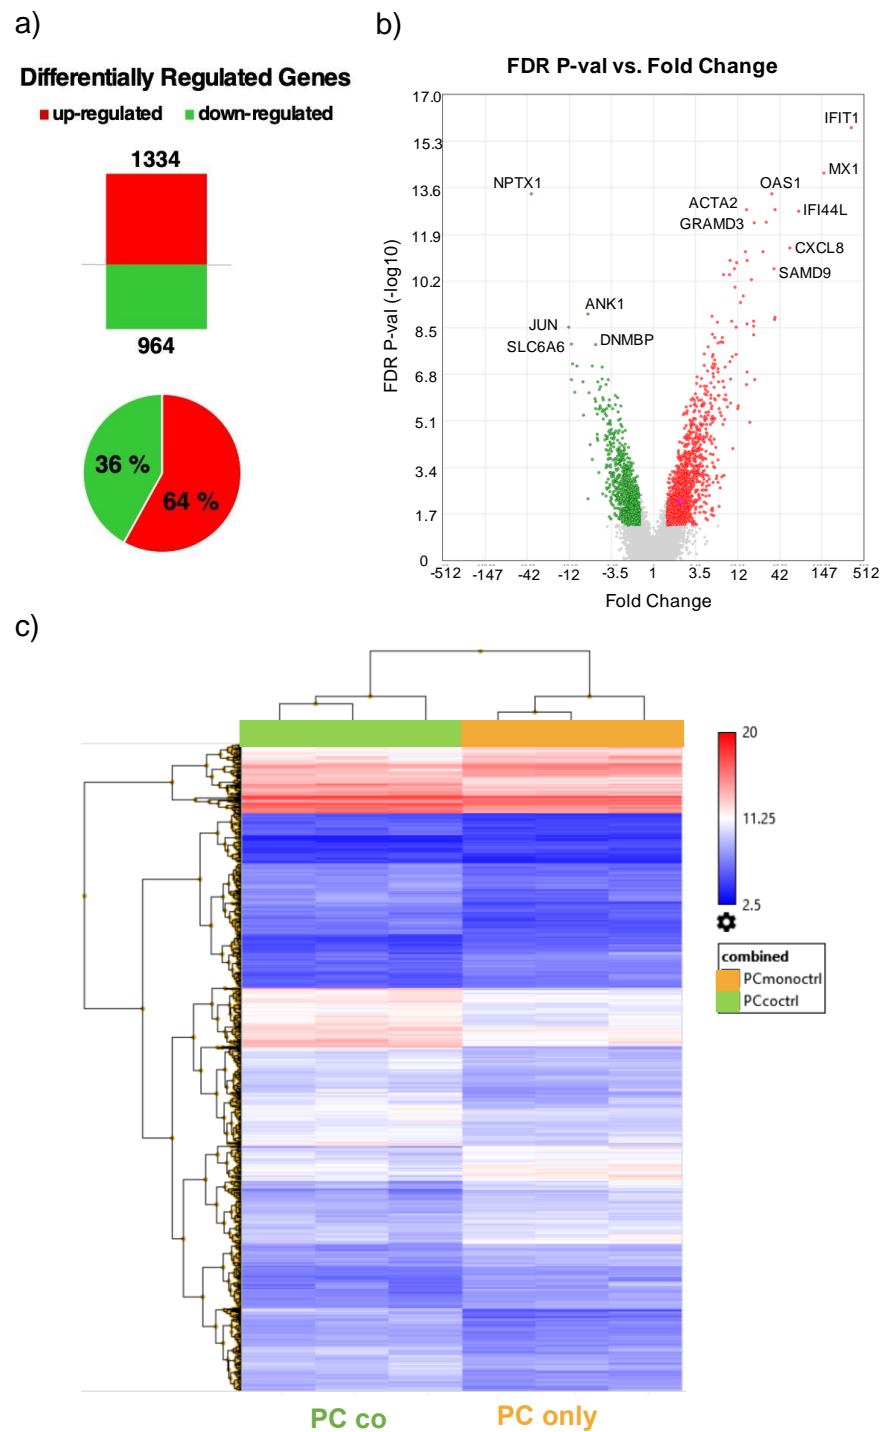 a)
b)
Differentially Regulated Genes
up-regulated down-regulated
1334
964
36 %
64 %
FDR P-val vs. Fold Change
FDR P-val (-log10)
17.0
15.3
13.6
11.9
10.2
8.5
6.8
5.1
3.4
1.7
0
IFIT1
MX1
NPTX1
OAS1
ACTA2
IFI44L
GRAMD3
CXCL8
SAMD9
ANK1
JUN
DNMBP
SLC6A6
-512 -147 -42 -12 -3.5 1 3.5 12 42 147 512
Fold Change
c)
20
11.25
2.5
combined
PCmonoctrl
PCcoctrl
PC co
PC only